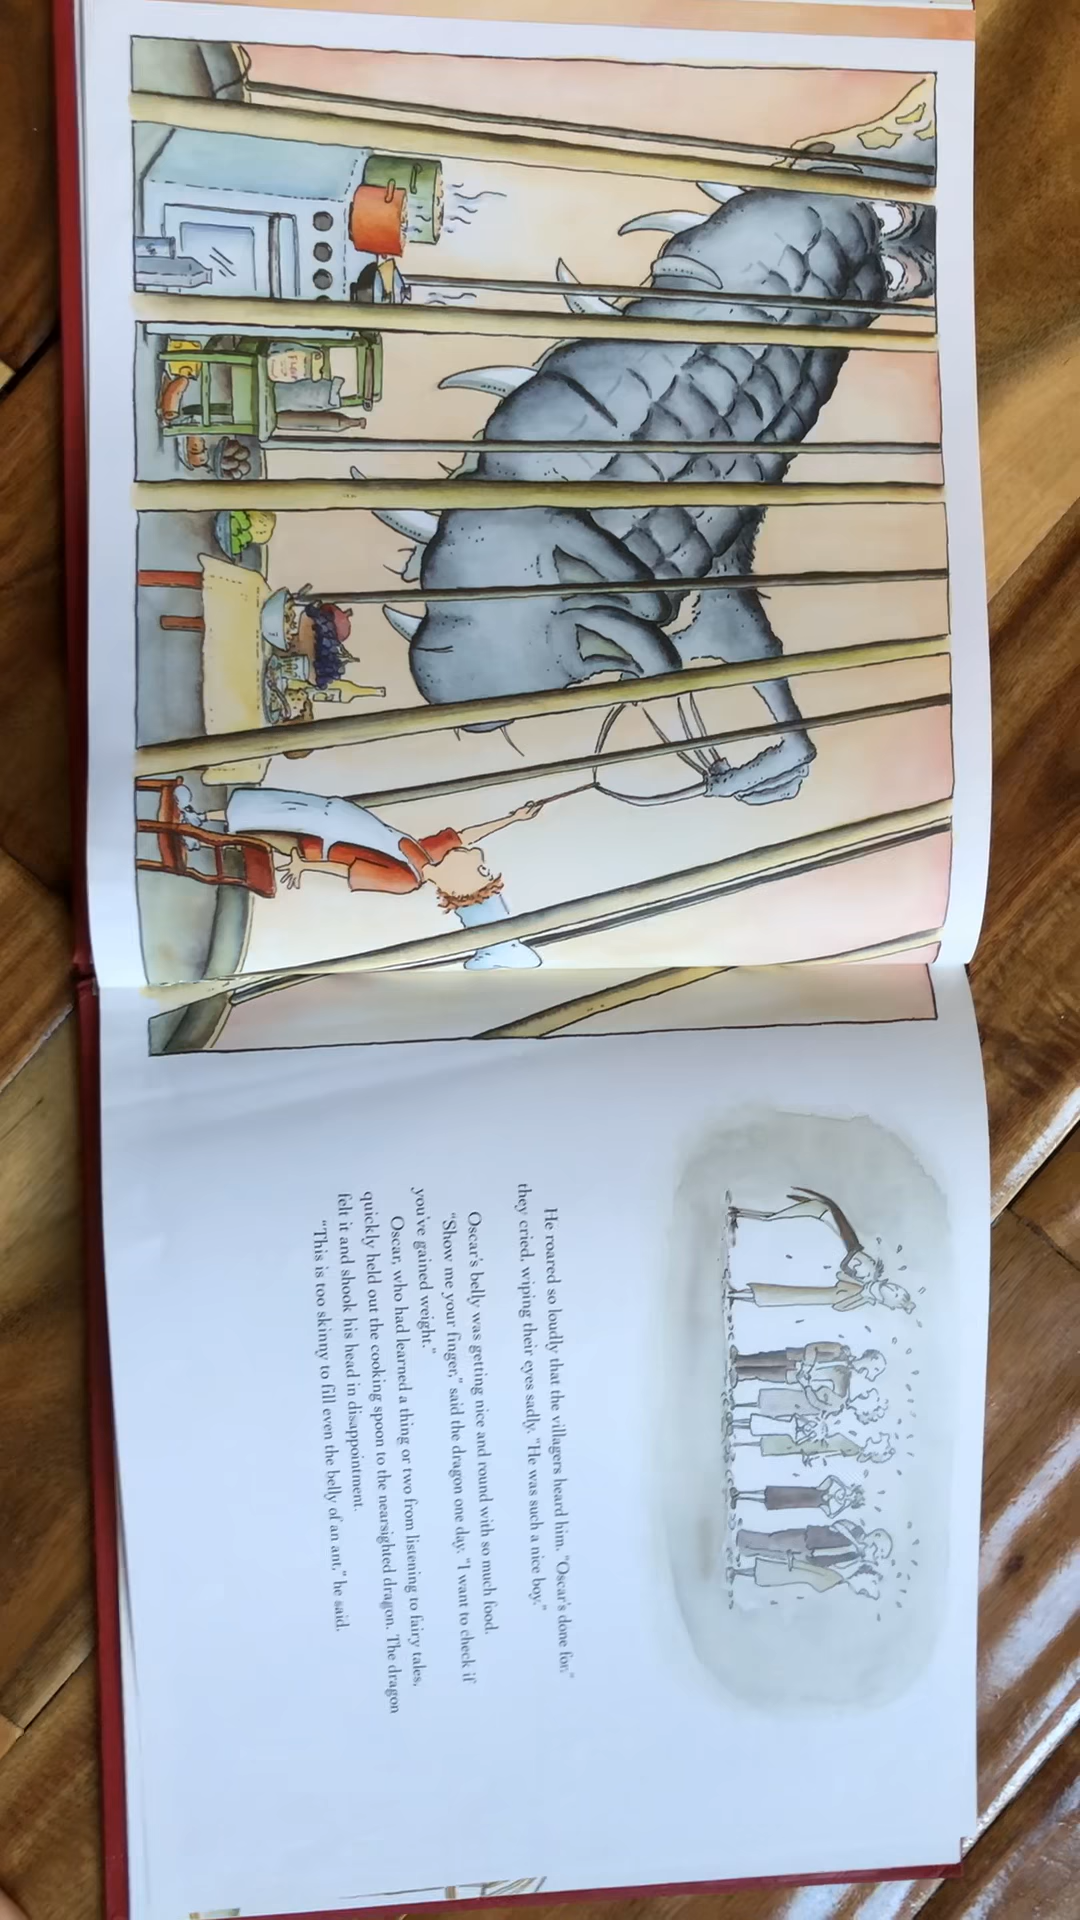 He roared so loudly that the villagers heard him. “Oscar's done for,”
they cried, wiping their eyes sadly. “He was such a nice boy.”
Oscar's belly was getting nice and round with so much food.
“Show me your finger,” said the dragon one day. “I want to check if
you've gained weight.”
Oscar, who had learned a thing or two from listening to fairy tales,
quickly held out the cooking spoon to the nearsighted dragon. The dragon
felt it and shook his head in disappointment.
“This is too skinny to fill even the belly of an ant,” he said.